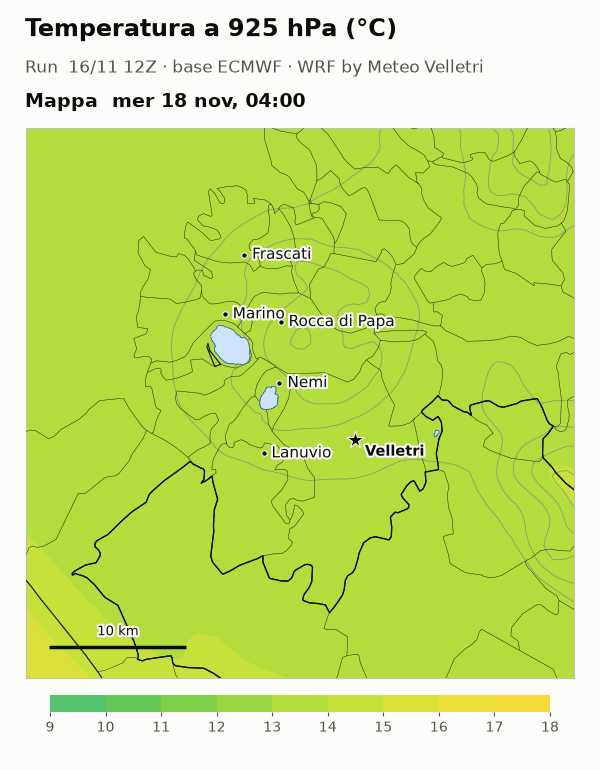 Temperatura a 925 hPa (°C)
Run  16/11 12Z · base ECMWF · WRF by Meteo Velletri
Mappa  mer 18 nov, 04:00
Frascati
Marino
Rocca di Papa
Nemi
Velletri
Lanuvio
10 km
9 10 11 12 13 14 15 16 17 18